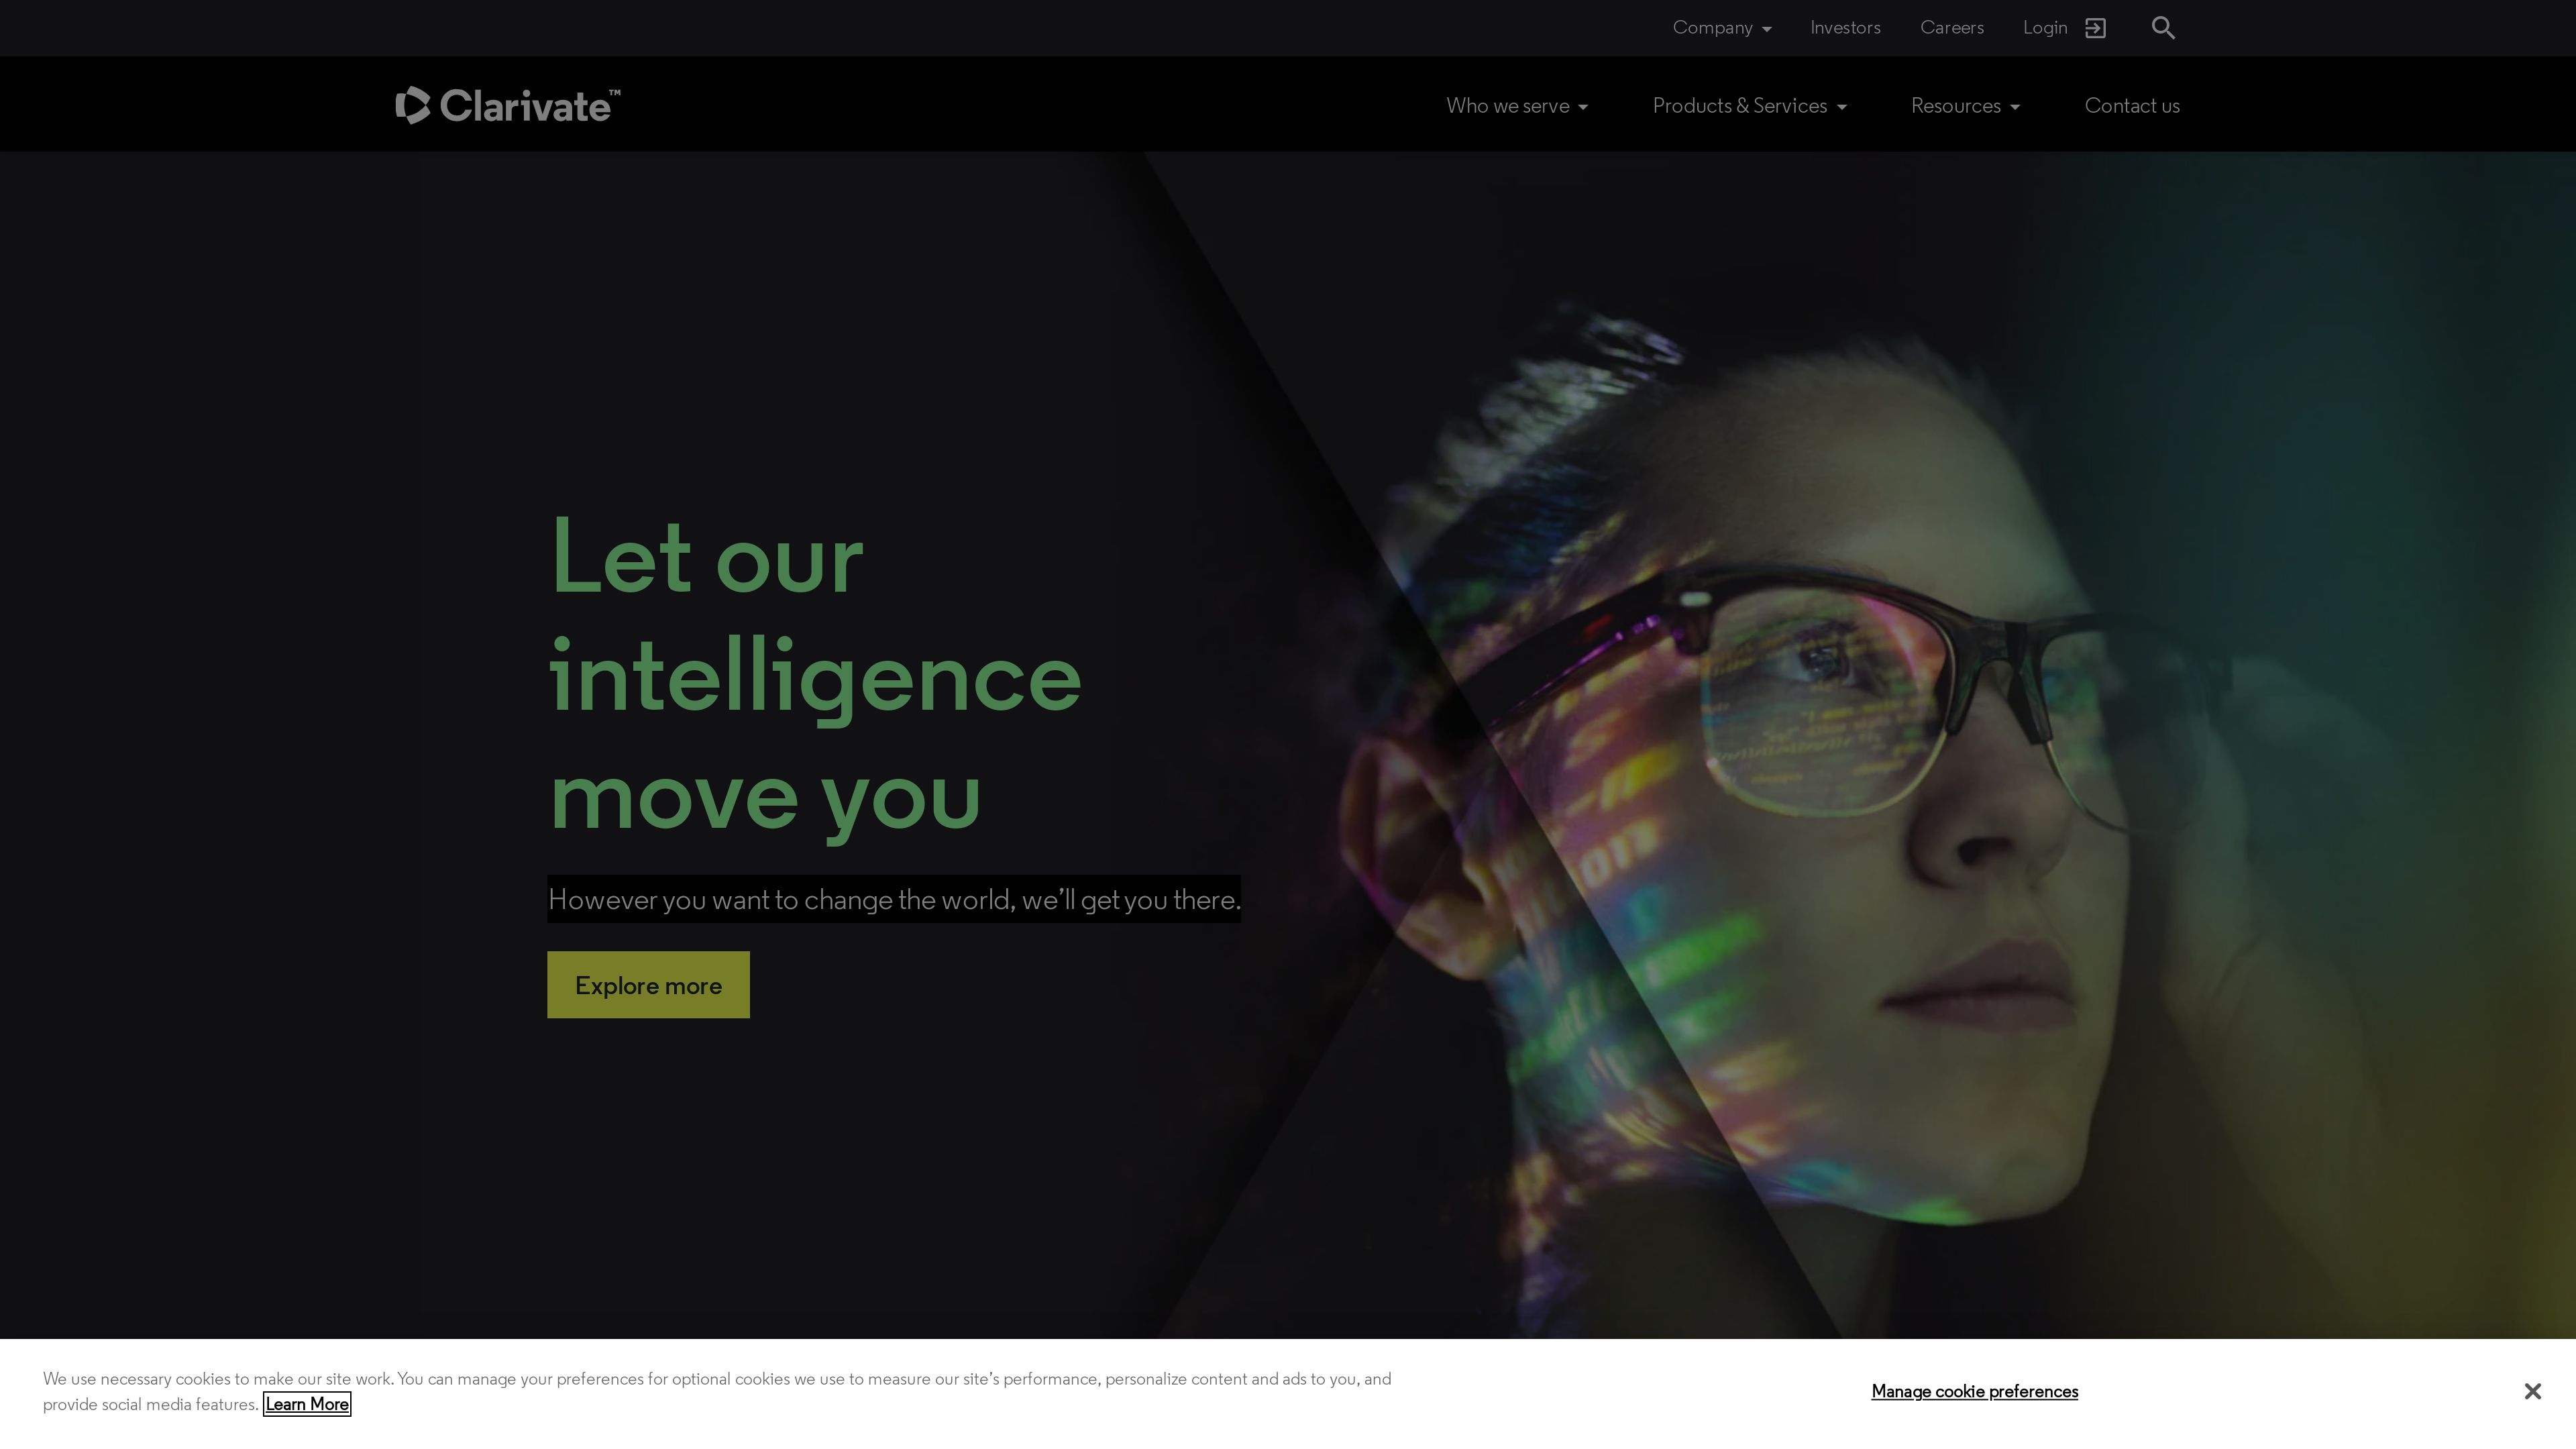 Company
Investors
Careers
Login
Clarivate™
Who we serve
Products & Services
Resources
Contact us
Let our
intelligence
move you
However you want to change the world, we’ll get you there.
Explore more
We use necessary cookies to make our site work. You can manage your preferences for optional cookies we use to measure our site's performance, personalize content and ads to you, and
provide social media features. Learn More
Manage cookie preferences